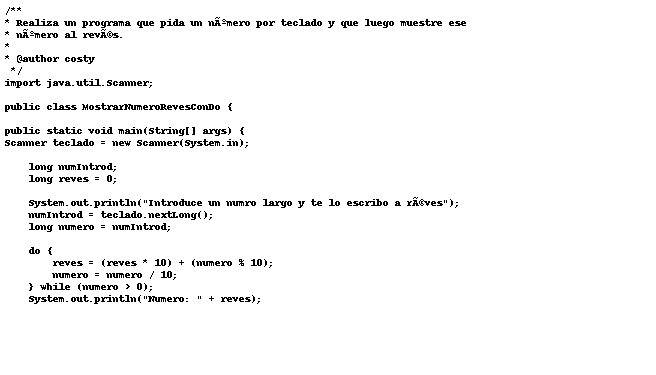 /**
* Realiza un programa que pida un nÃºmero por teclado y que luego muestre ese
* nÃºmero al revÃ©s.
*
* @author costy
*/
import java.util.Scanner;
public class MostrarNumeroRevesConDo {
public static void main(String[] args) {
Scanner teclado = new Scanner(System.in);
long numIntrod;
long reves = 0;
System.out.println("Introduce un numro largo y te lo escribo a rÃ©ves");
numIntrod = teclado.nextLong();
long numero = numIntrod;
do {
reves = (reves * 10) + (numero % 10);
numero = numero / 10;
} while (numero > 0);
System.out.println("Numero: " + reves);